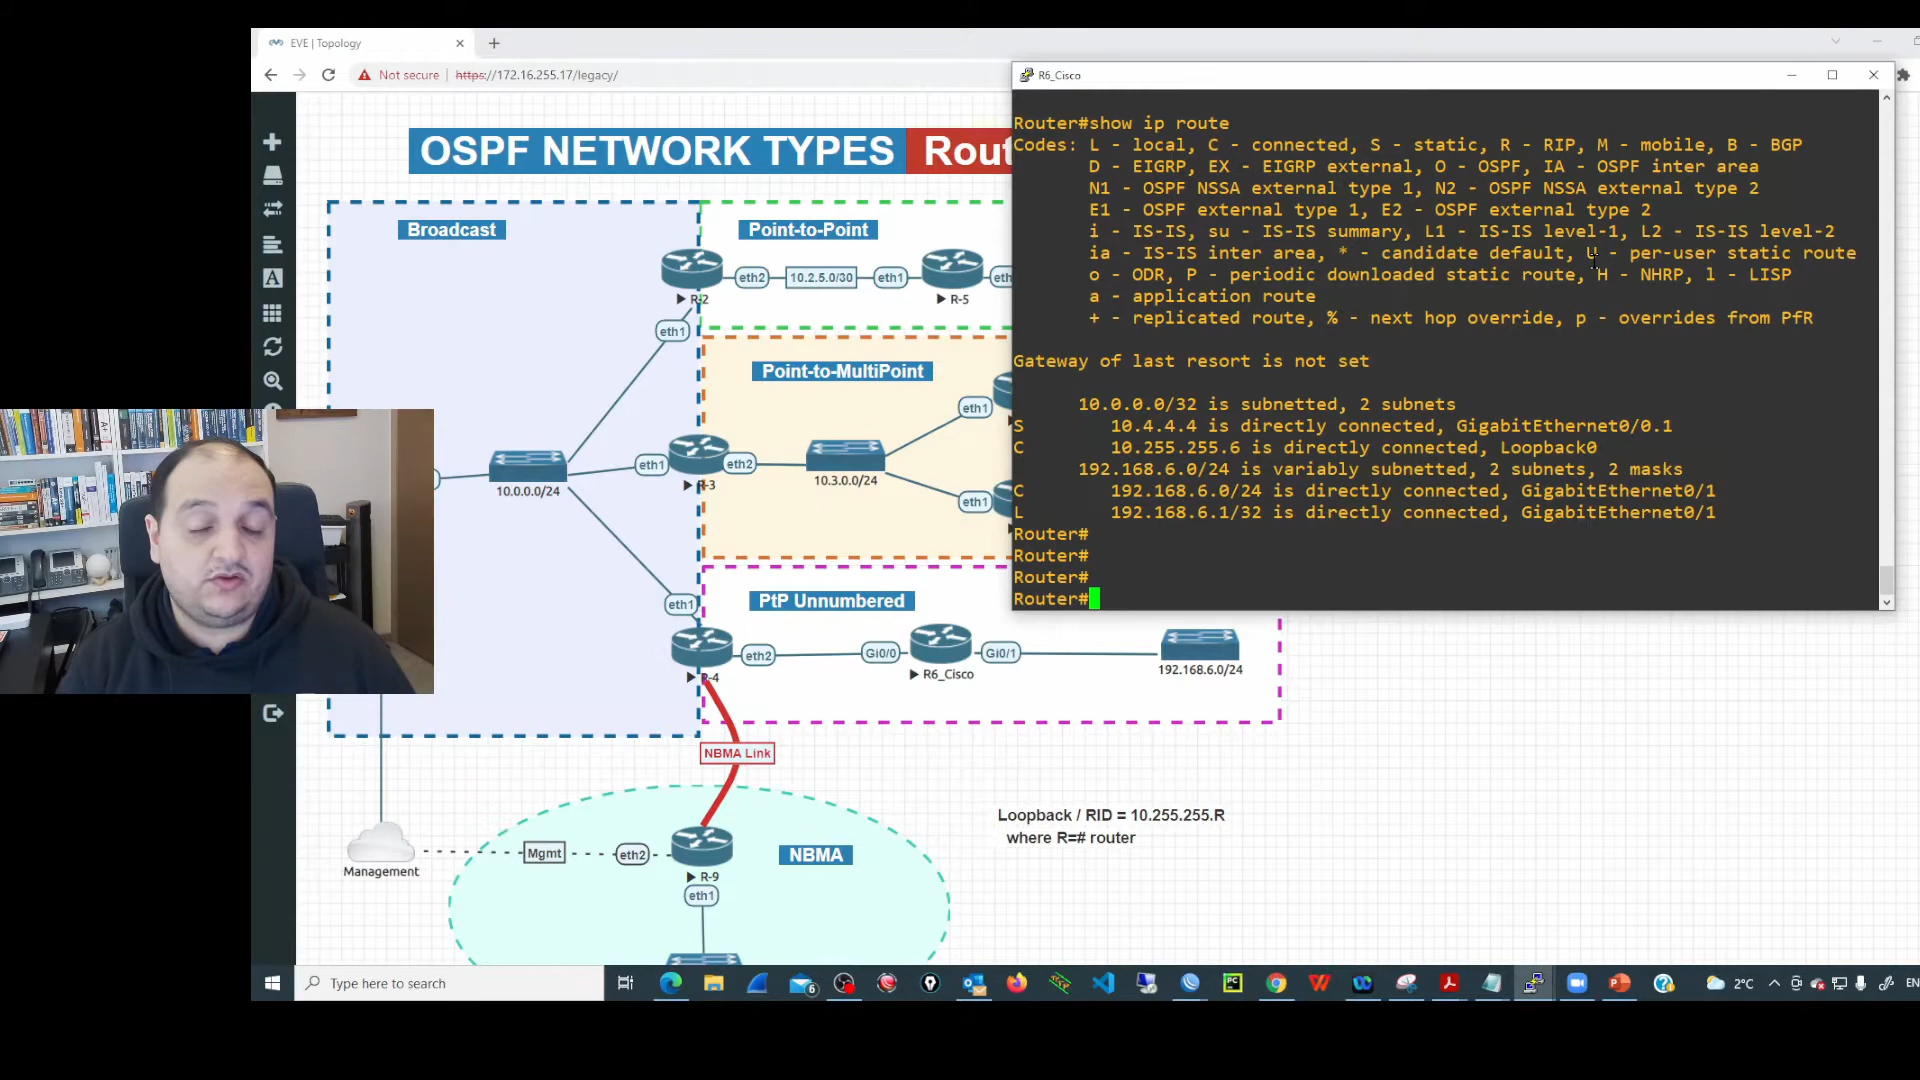 EVE | Topology
Not secure
https://172.16.255.17/legacy/
OSPF NETWORK TYPES
Rout
Broadcast
Point-to-Point
eth2
10.2.5.0/30
eth1
R-2
R-5
eth1
Point-to-MultiPoint
eth1
eth1
eth2
R-3
10.0.0.0/24
10.3.0.0/24
eth1
eth1
PtP Unnumbered
eth2
Gi0/0
Gi0/1
R-4
R6_Cisco
192.168.6.0/24
NBMA Link
Loopback / RID = 10.255.255.R
where R=# router
Management
Mgmt
eth2
NBMA
R-9
eth1
R6_Cisco
Router#show ip route
Codes: L - local, C - connected, S - static, R - RIP, M - mobile, B - BGP
D - EIGRP, EX - EIGRP external, O - OSPF, IA - OSPF inter area
N1 - OSPF NSSA external type 1, N2 - OSPF NSSA external type 2
E1 - OSPF external type 1, E2 - OSPF external type 2
i - IS-IS, su - IS-IS summary, L1 - IS-IS level-1, L2 - IS-IS level-2
ia - IS-IS inter area, * - candidate default, U - per-user static route
o - ODR, P - periodic downloaded static route, H - NHRP, l - LISP
a - application route
+ - replicated route, % - next hop override, p - overrides from PfR
Gateway of last resort is not set
10.0.0.0/32 is subnetted, 2 subnets
S 10.4.4.4 is directly connected, GigabitEthernet0/0.1
C 10.255.255.6 is directly connected, Loopback0
192.168.6.0/24 is variably subnetted, 2 subnets, 2 masks
C 192.168.6.0/24 is directly connected, GigabitEthernet0/1
L 192.168.6.1/32 is directly connected, GigabitEthernet0/1
Router#
Router#
Router#
Router#
Type here to search
6
2°C
EN